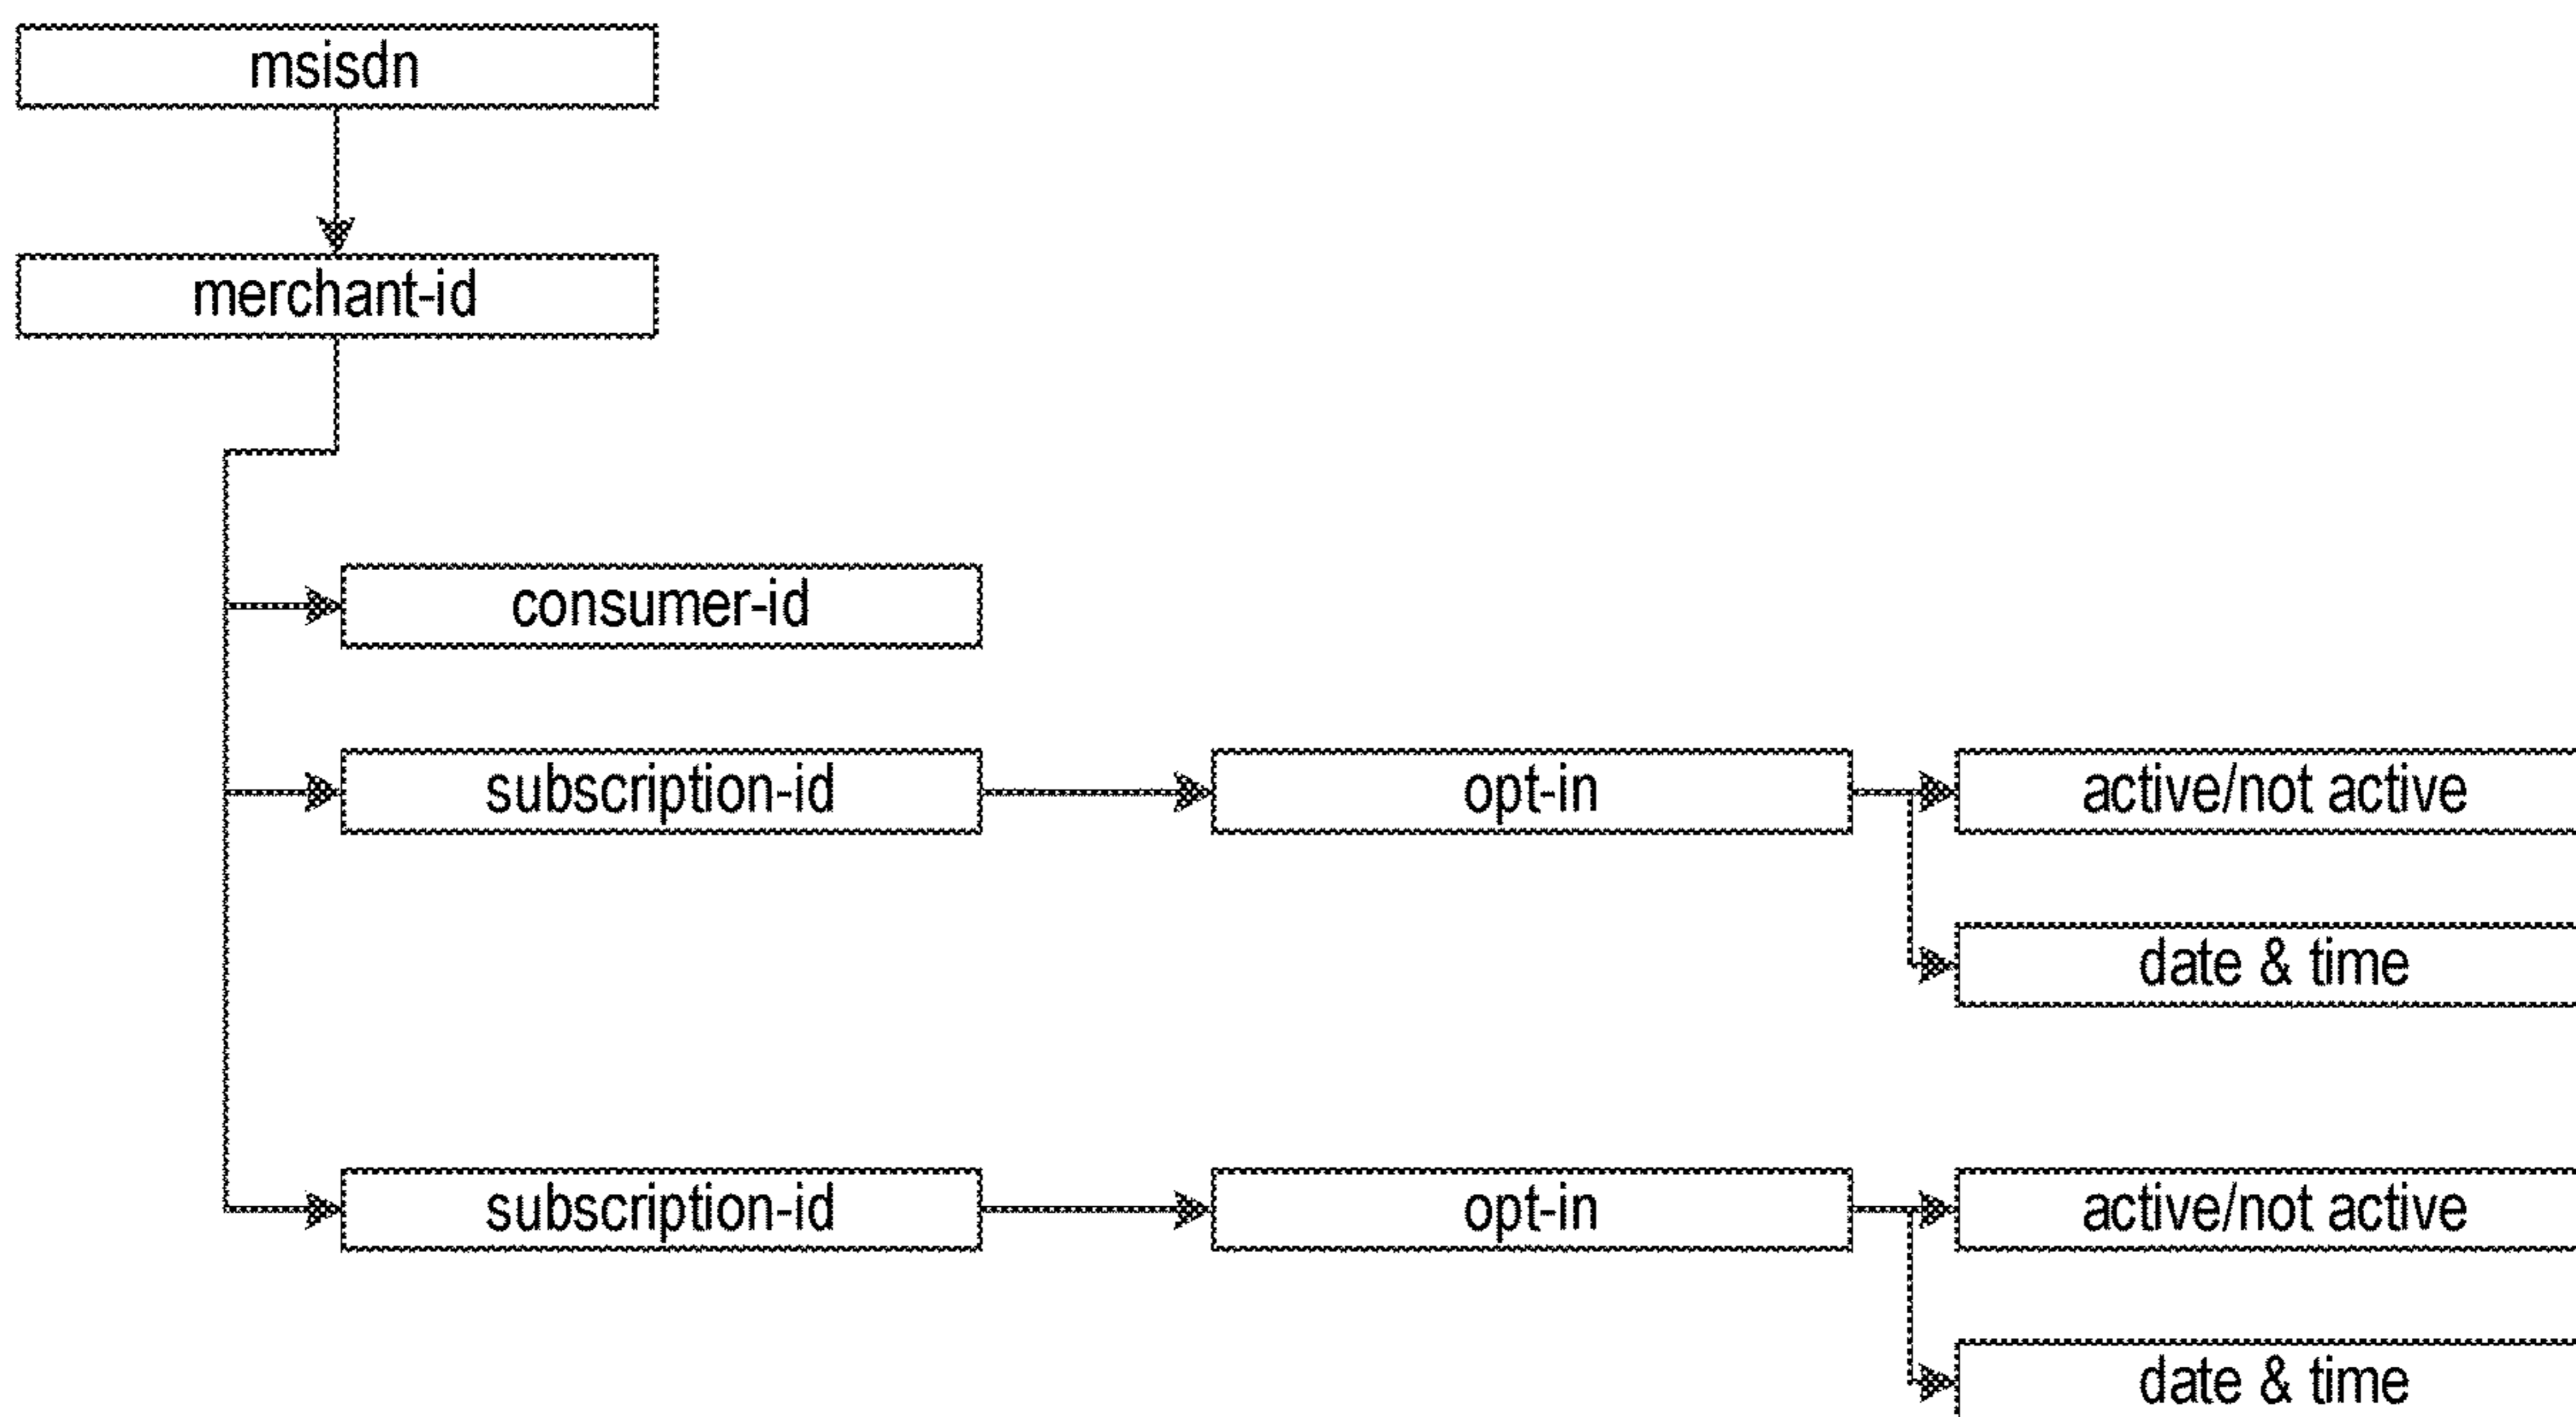 msisdn
merchant-id
consumer-id
subscription-id
opt-in
active/not active
date & time
subscription-id
opt-in
active/not active
date & time